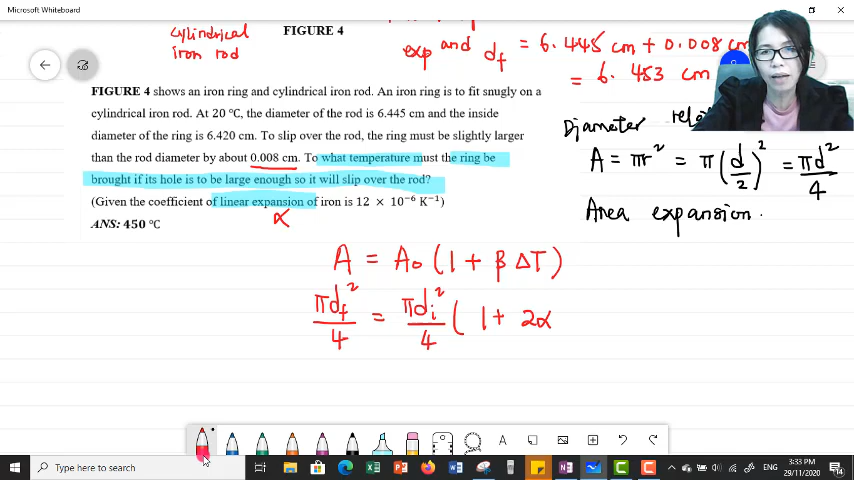 Microsoft Whiteboard
cylindrical
iron rod
FIGURE 4
exp and df = 6.445 cm + 0.008 cm
= 6.453 cm
FIGURE 4 shows an iron ring and cylindrical iron rod. An iron ring is to fit snugly on a
cylindrical iron rod. At 20 °C, the diameter of the rod is 6.445 cm and the inside
diameter of the ring is 6.420 cm. To slip over the rod, the ring must be slightly larger
than the rod diameter by about 0.008 cm. To what temperature must the ring be
brought if its hole is to be large enough so it will slip over the rod?
(Given the coefficient of linear expansion of iron is 12 × 10⁻⁶ K⁻¹)
α
ANS: 450 °C
Diameter
A = πr² = π(d/2)² = πd²/4
Area expansion.
A = A₀ (1 + β ΔT)
πdf²/4 = πdi²/4 ( 1 + 2α
Type here to search
ENG
3:33 PM
29/11/2020
14